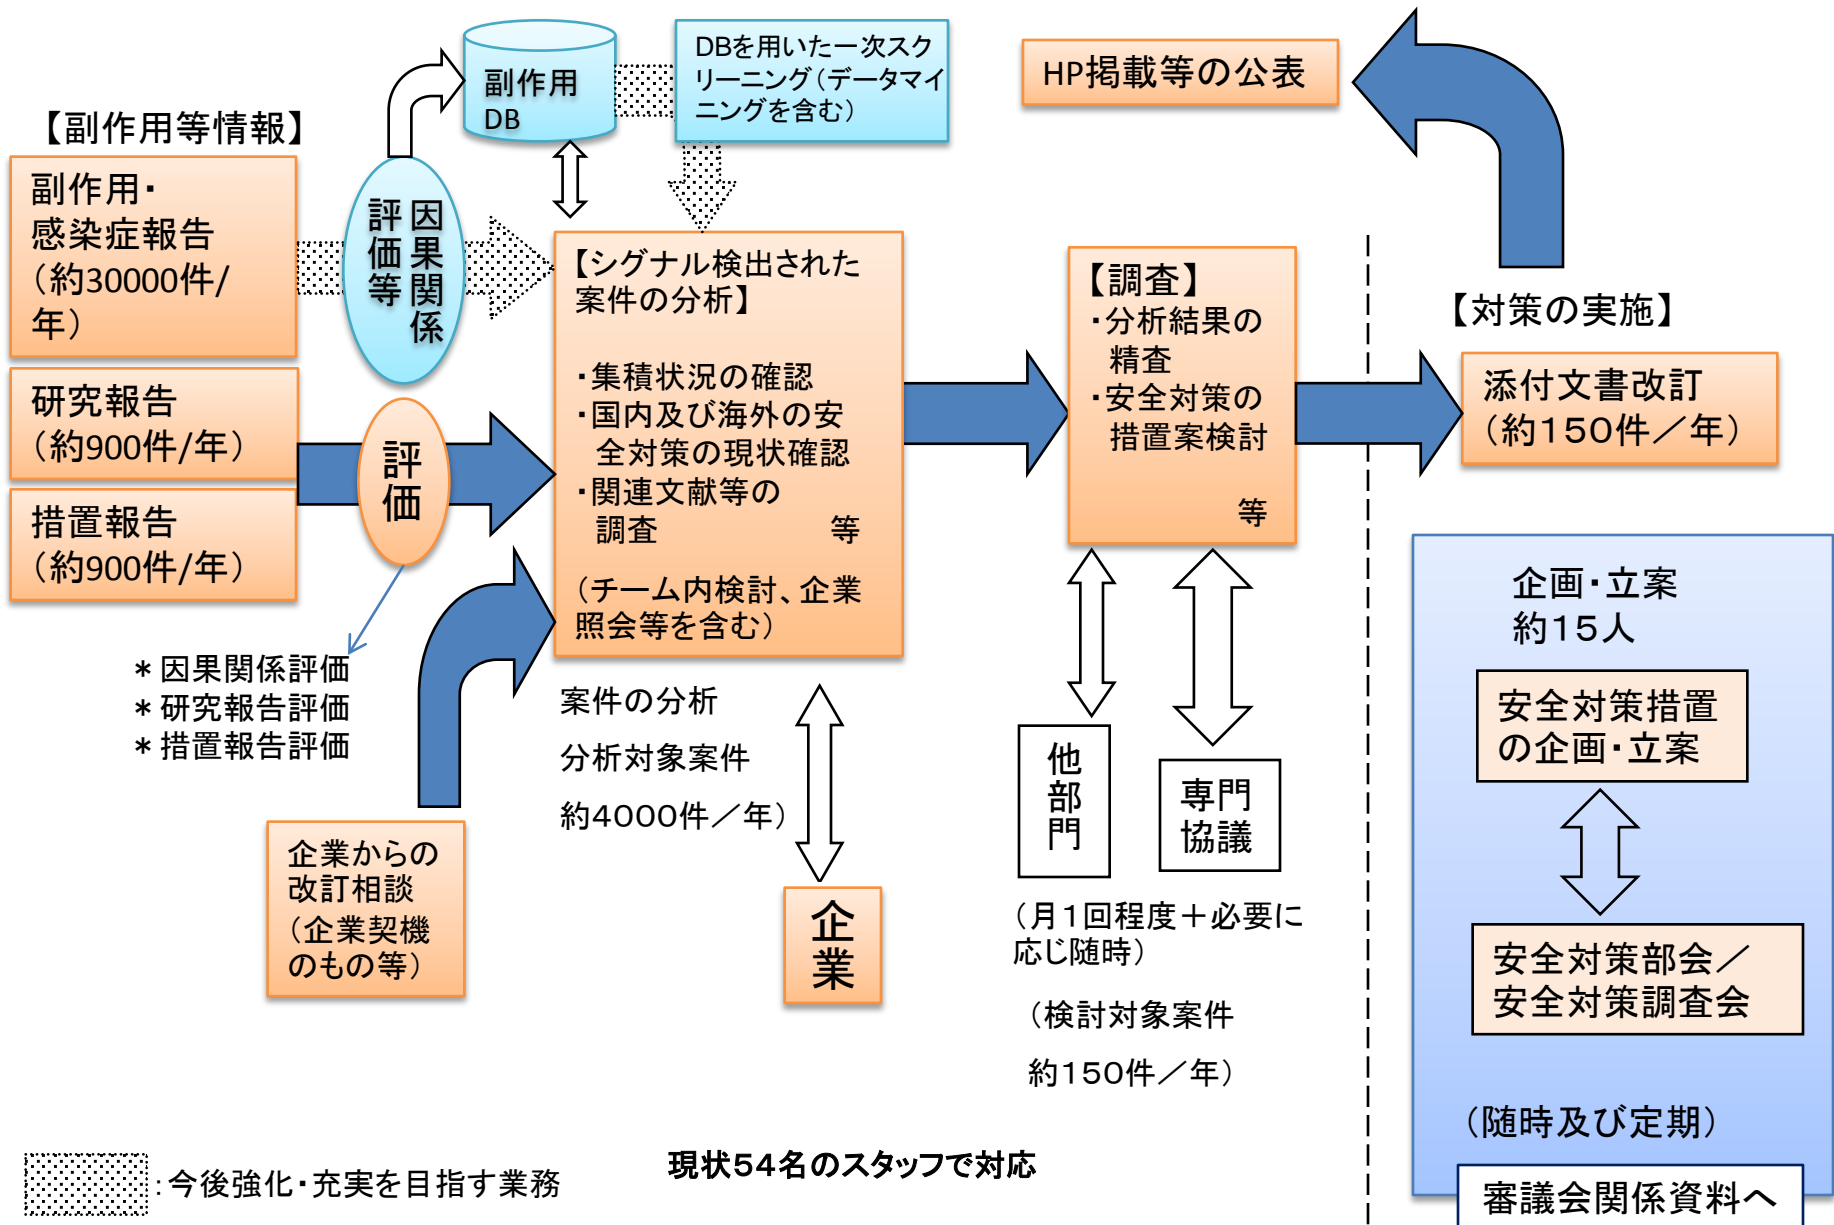 【副作用等情報】
副作用・
感染症報告
（約30000件/
年）
研究報告
（約900件/年）
措置報告
（約900件/年）
因果関係
評価等
評価
副作用
DB
DBを用いた一次スク
リーニング（データマイ
ニングを含む）
【シグナル検出された
案件の分析】
・集積状況の確認
・国内及び海外の安
全対策の現状確認
・関連文献等の
調査　等
（チーム内検討、企業
照会等を含む）
＊因果関係評価
＊研究報告評価
＊措置報告評価
企業からの
改訂相談
（企業契機
のもの等）
案件の分析
分析対象案件
約4000件／年）
企業
【調査】
・分析結果の
精査
・安全対策の
措置案検討
等
他部門
専門
協議
（月1回程度＋必要に
応じ随時）
（検討対象案件
約150件／年）
HP掲載等の公表
【対策の実施】
添付文書改訂
（約150件／年）
企画・立案
約15人
安全対策措置
の企画・立案
安全対策部会／
安全対策調査会
（随時及び定期）
審議会関係資料へ
：今後強化・充実を目指す業務
現状54名のスタッフで対応